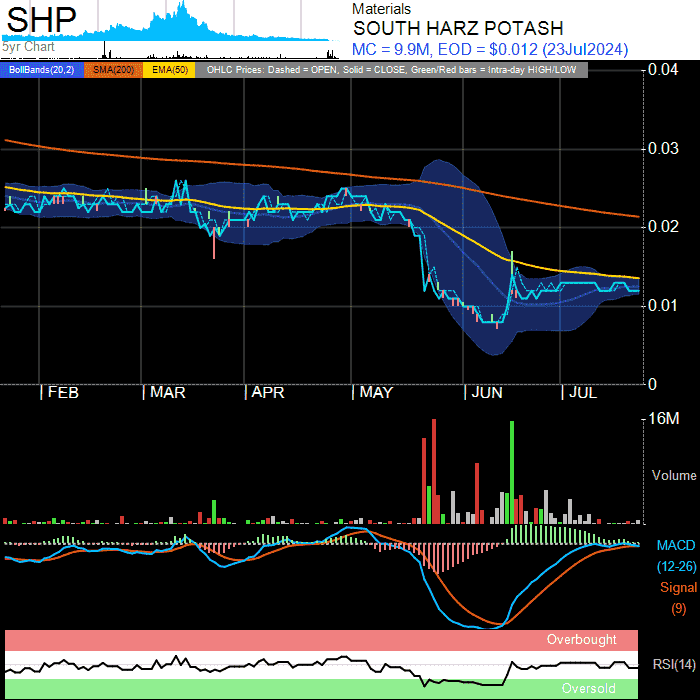 SHP
5yr Chart
Materials
SOUTH HARZ POTASH
MC = 9.9M, EOD = $0.012 (23Jul2024)
BollBands(20,2) SMA(200) EMA(50) OHLC Prices: Dashed = OPEN, Solid = CLOSE, Green/Red bars = Intra-day HIGH/LOW
0.04
0.03
0.02
0.01
0
| FEB | MAR | APR | MAY | JUN | JUL
16M
Volume
MACD
(12-26)
Signal
(9)
Overbought
RSI(14)
Oversold